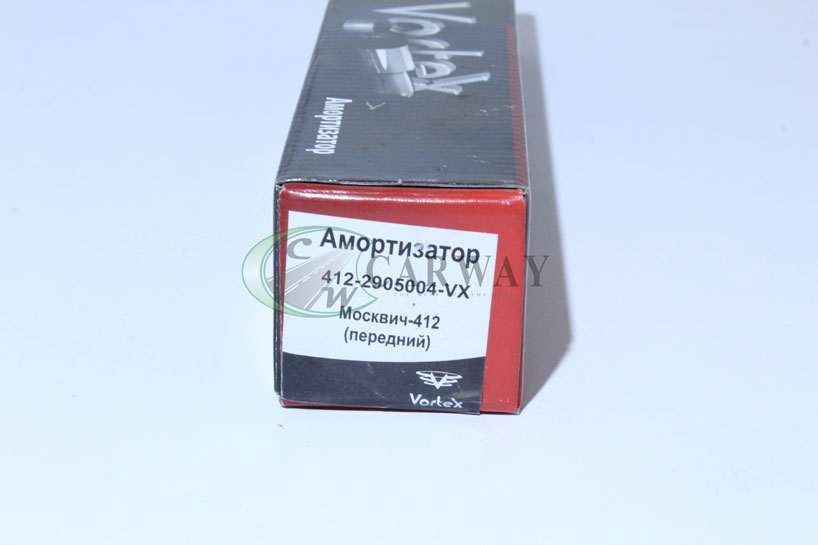 Vortex
Амортизатор
Амортизатор
412-2905004-VX
CARWAY
Москвич-412
(передний)
Vortex